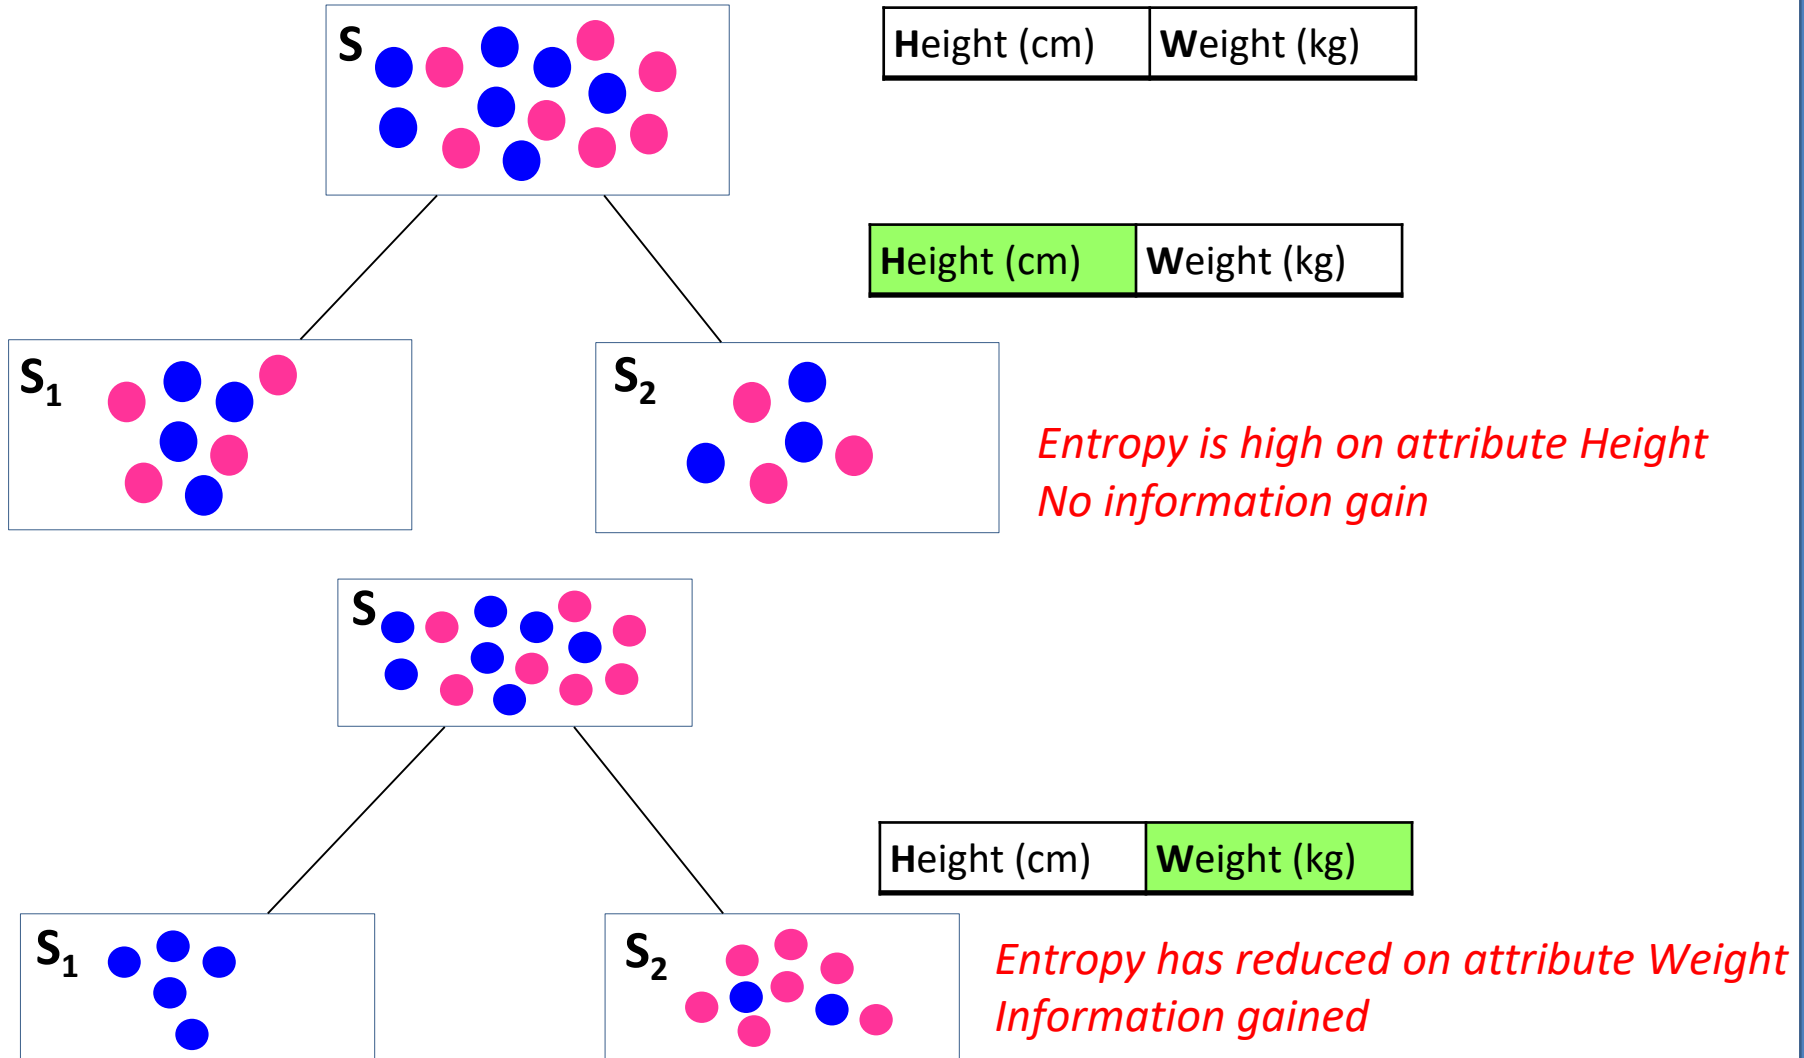 S
Height (cm) Weight (kg)
Height (cm) Weight (kg)
S1
S2
Entropy is high on attribute Height
No information gain
S
Height (cm) Weight (kg)
S1
S2
Entropy has reduced on attribute Weight
Information gained